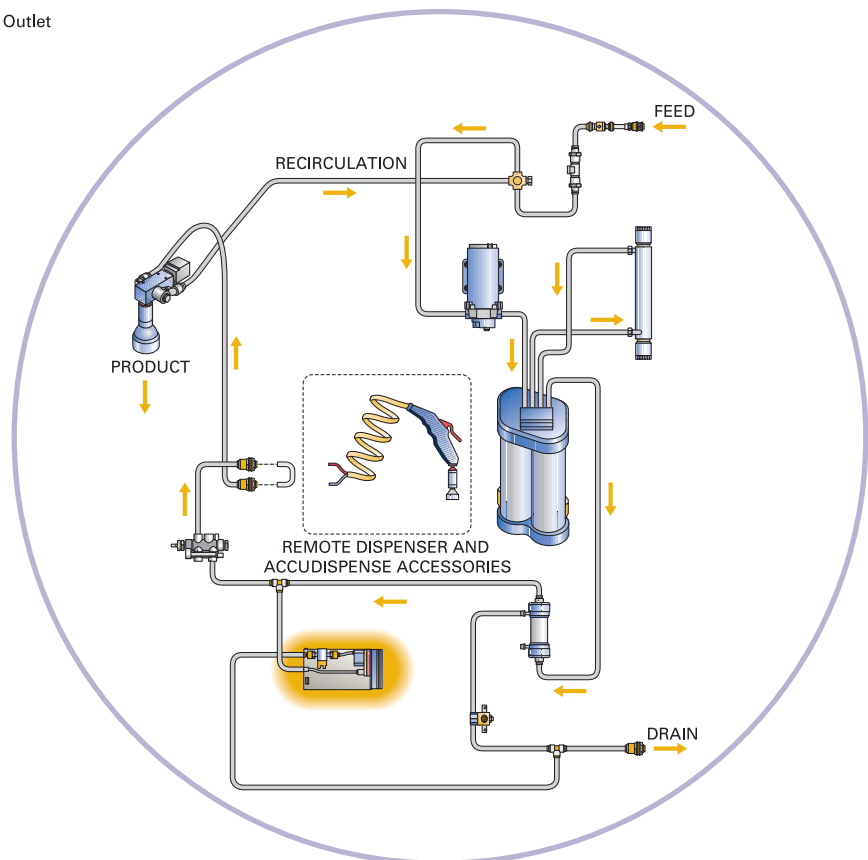 Outlet
FEED
RECIRCULATION
PRODUCT
REMOTE DISPENSER AND
ACCUDISPENSE ACCESSORIES
DRAIN